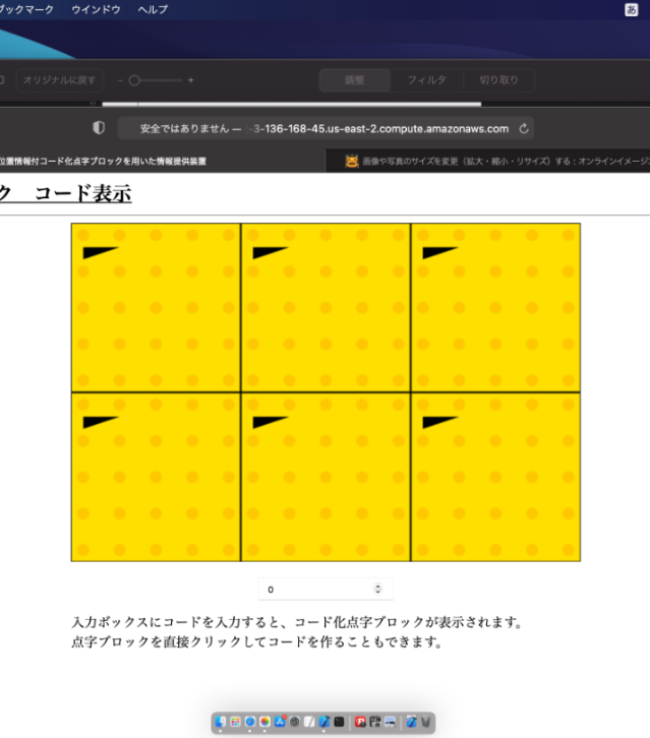 ブックマーク ウインドウ ヘルプ あ
オリジナルに戻す − + 調整 フィルタ 切り取り
安全ではありません — -3-136-168-45.us-east-2.compute.amazonaws.com
位置情報付コード化点字ブロックを用いた情報提供装置 画像や写真のサイズを変更（拡大・縮小・リサイズ）する：オンラインイメージ
ク コード表示
0
入力ボックスにコードを入力すると、コード化点字ブロックが表示されます。
点字ブロックを直接クリックしてコードを作ることもできます。